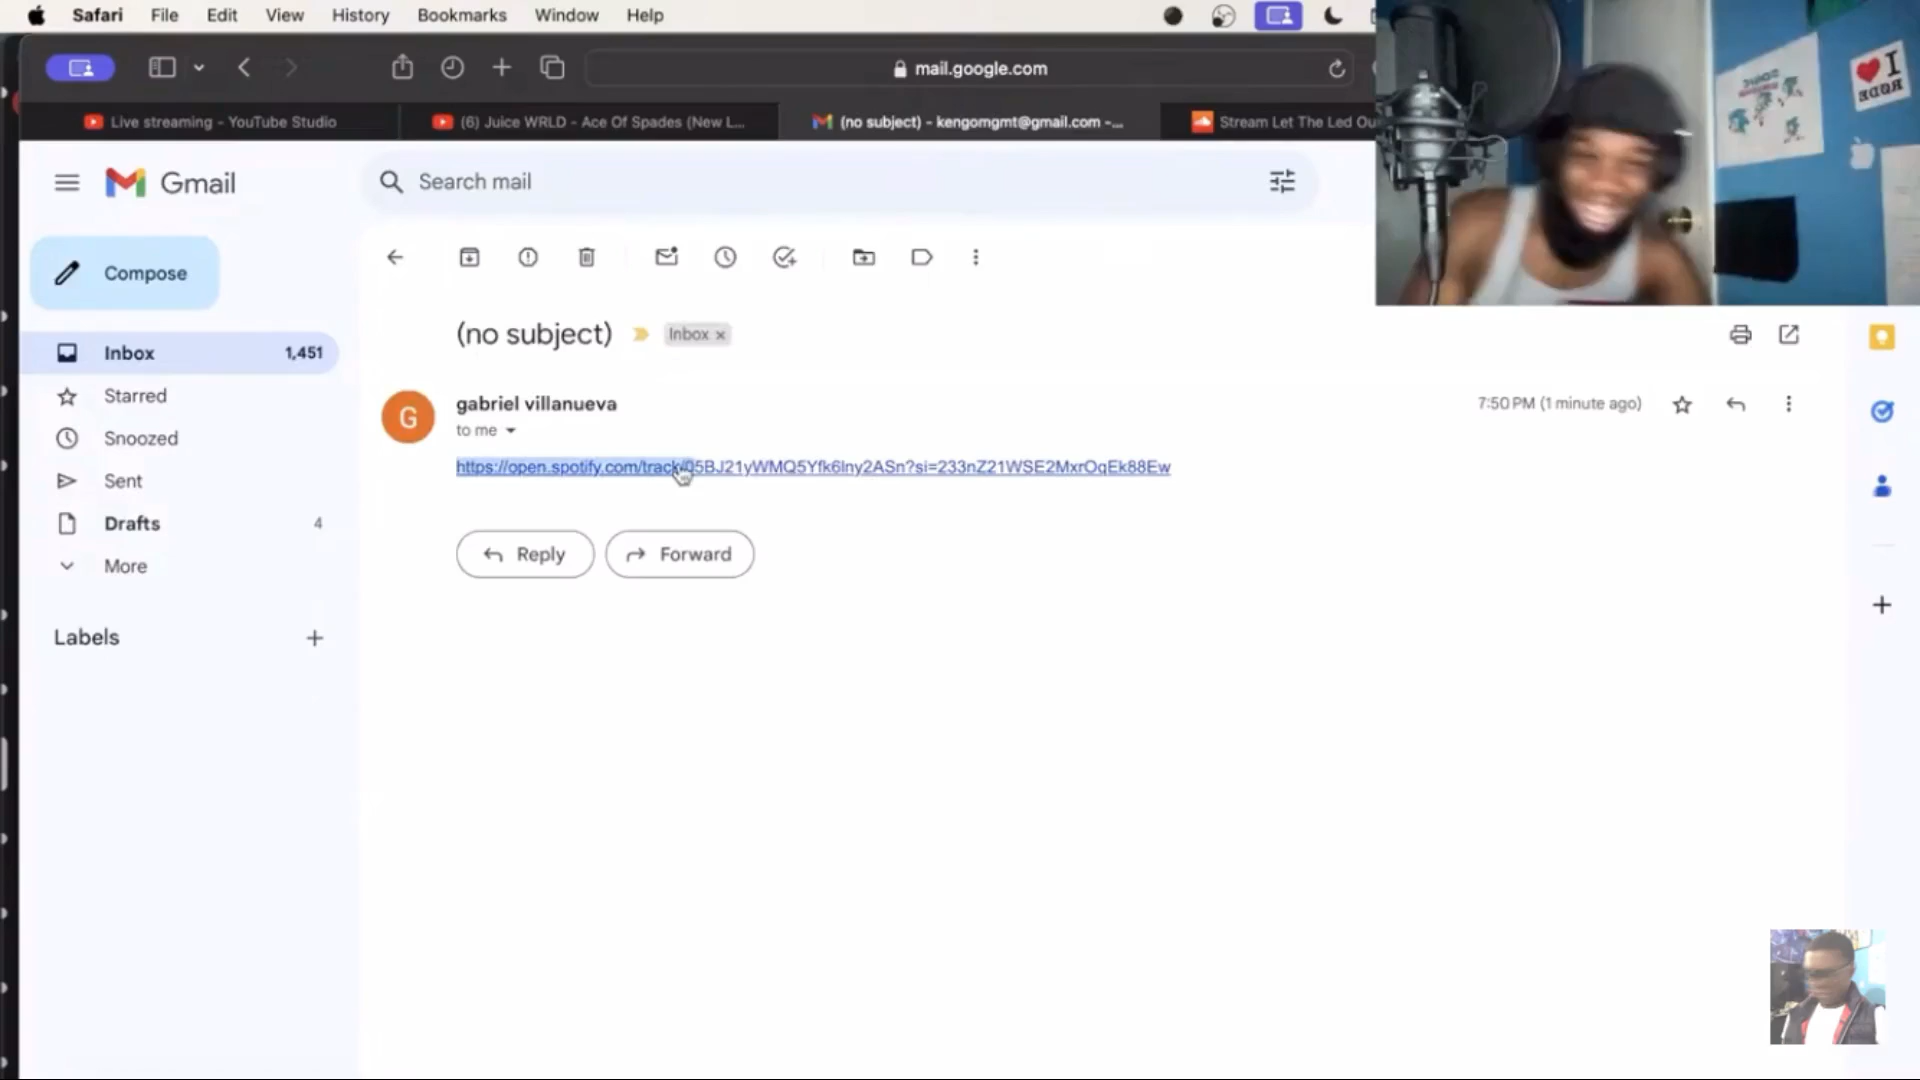 Safari File Edit View History Bookmarks Window Help
mail.google.com
Live streaming - YouTube Studio
(6) Juice WRLD - Ace Of Spades (New L...
(no subject) - kengomgmt@gmail.com -...
Stream Let The Led Ou
Gmail
Search mail
Compose
(no subject)
Inbox ×
Inbox 1,451
Starred
Snoozed
Sent
Drafts 4
More
Labels
G
gabriel villanueva
7:50 PM (1 minute ago)
to me
https://open.spotify.com/track/05BJ21yWMQ5Yfk6lny2ASn?si=233nZ21WSE2MxrOqEk88Ew
Reply
Forward
I